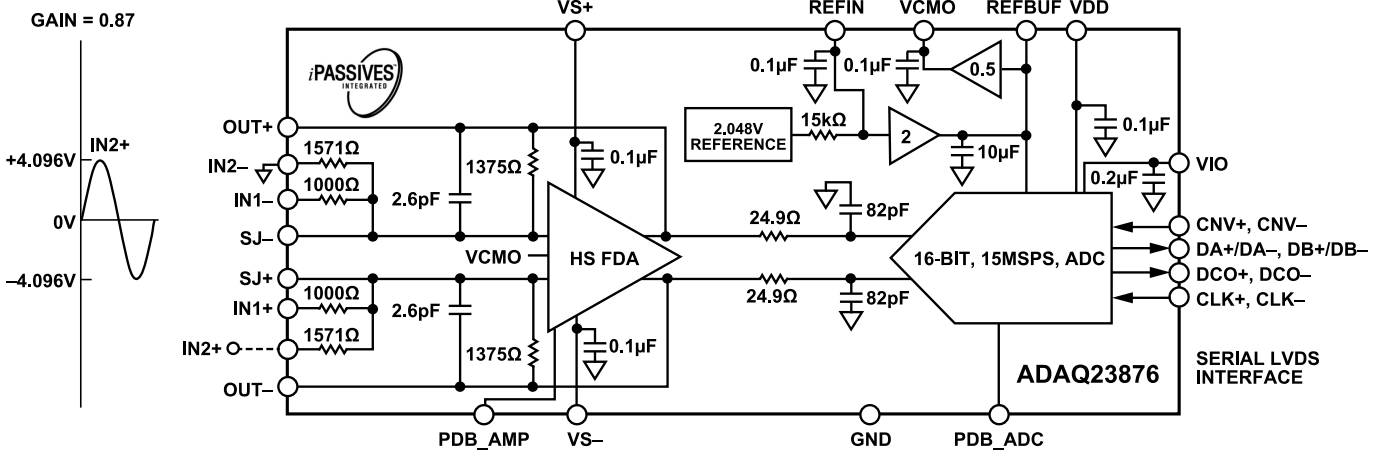 GAIN = 0.87
IN2+
+4.096V
0V
–4.096V
VS+
REFIN
VCMO
REFBUF
VDD
iPASSIVES™
INTEGRATED
0.1µF
0.1µF
0.5
2.048V
REFERENCE
15kΩ
2
10µF
0.1µF
0.2µF
VIO
OUT+
IN2–
1571Ω
IN1–
1000Ω
SJ–
2.6pF
1375Ω
0.1µF
VCMO
HS FDA
24.9Ω
82pF
16-BIT, 15MSPS, ADC
CNV+, CNV–
DA+/DA–, DB+/DB–
DCO+, DCO–
CLK+, CLK–
SJ+
1000Ω
IN1+
1571Ω
IN2+
OUT–
2.6pF
1375Ω
0.1µF
24.9Ω
82pF
ADAQ23876
SERIAL LVDS
INTERFACE
PDB_AMP
VS–
GND
PDB_ADC